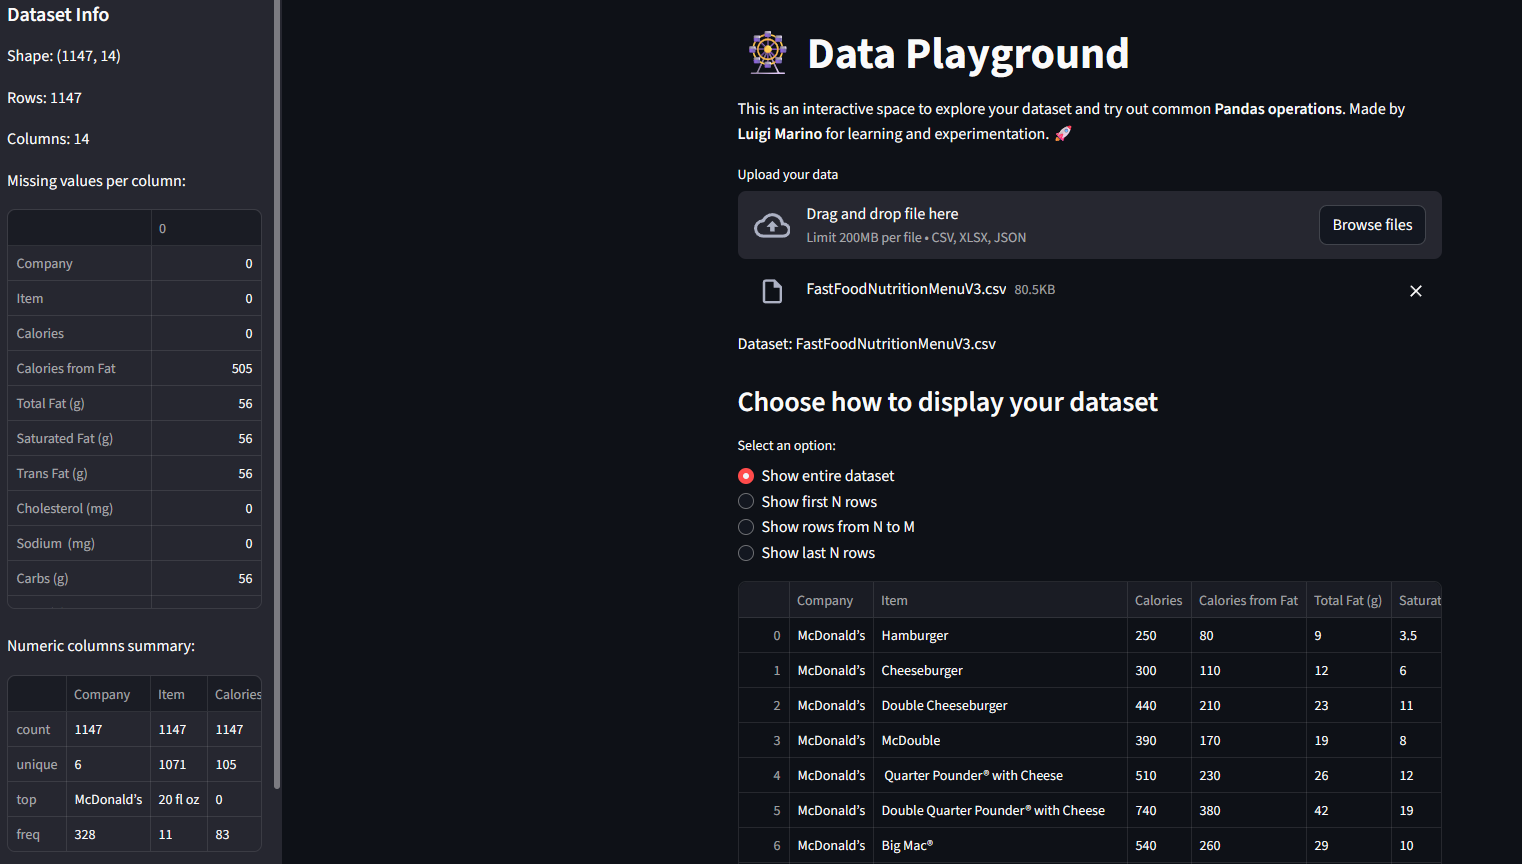 Dataset Info
Shape: (1147, 14)
Rows: 1147
Columns: 14
Missing values per column:
0
Company 0
Item 0
Calories 0
Calories from Fat 505
Total Fat (g) 56
Saturated Fat (g) 56
Trans Fat (g) 56
Cholesterol (mg) 0
Sodium (mg) 0
Carbs (g) 56
Numeric columns summary:
Company Item Calories
count 1147 1147 1147
unique 6 1071 105
top McDonald’s 20 fl oz 0
freq 328 11 83
Data Playground
This is an interactive space to explore your dataset and try out common Pandas operations. Made by
Luigi Marino for learning and experimentation. 🚀
Upload your data
Drag and drop file here
Limit 200MB per file • CSV, XLSX, JSON
Browse files
FastFoodNutritionMenuV3.csv 80.5KB
Dataset: FastFoodNutritionMenuV3.csv
Choose how to display your dataset
Select an option:
Show entire dataset
Show first N rows
Show rows from N to M
Show last N rows
Company Item Calories Calories from Fat Total Fat (g) Saturat
0 McDonald’s Hamburger 250 80 9 3.5
1 McDonald’s Cheeseburger 300 110 12 6
2 McDonald’s Double Cheeseburger 440 210 23 11
3 McDonald’s McDouble 390 170 19 8
4 McDonald’s Quarter Pounder® with Cheese 510 230 26 12
5 McDonald’s Double Quarter Pounder® with Cheese 740 380 42 19
6 McDonald’s Big Mac® 540 260 29 10